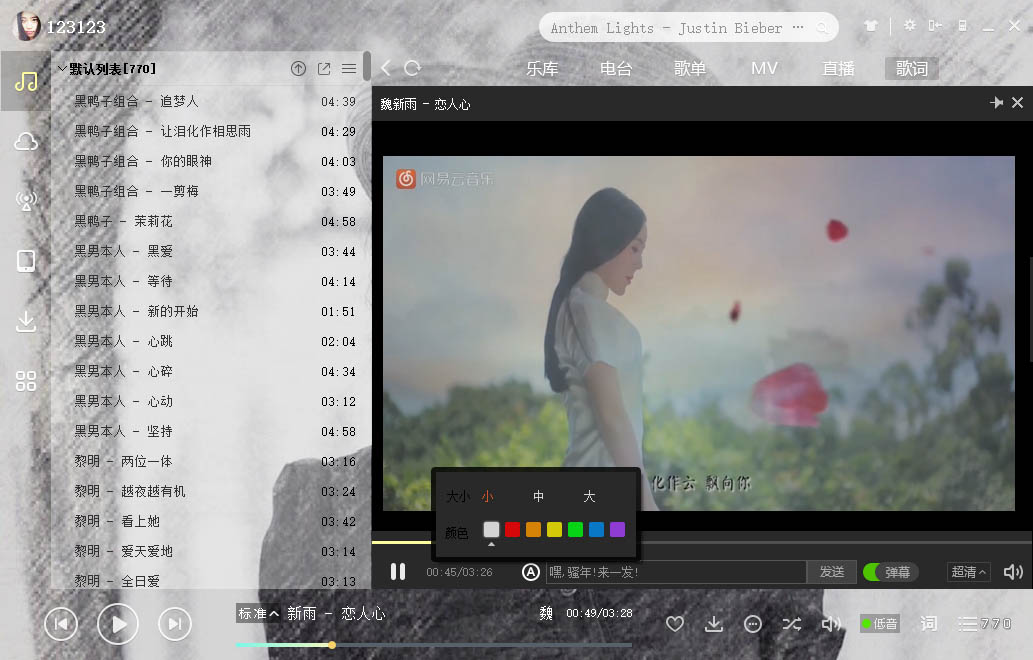 123123
Anthem Lights - Justin Bieber ···
默认列表[770]
乐库 电台 歌单 MV 直播 歌词
黑鸭子组合 - 追梦人 04:39
黑鸭子组合 - 让泪化作相思雨 04:29
黑鸭子组合 - 你的眼神 04:03
黑鸭子组合 - 一剪梅 03:49
黑鸭子 - 茉莉花 04:58
黑男本人 - 黑爱 03:44
黑男本人 - 等待 04:14
黑男本人 - 新的开始 01:51
黑男本人 - 心跳 02:04
黑男本人 - 心碎 04:34
黑男本人 - 心动 03:12
黑男本人 - 坚持 04:58
黎明 - 两位一体 03:16
黎明 - 越夜越有机 03:24
黎明 - 看上她 03:42
黎明 - 爱天爱地 03:14
黎明 - 全日爱 03:13
魏新雨 - 恋人心
网易云音乐
化作云 飘向你
大小 小 中 大
颜色
00:45/03:26 A 嘿,骚年!来一发! 发送 弹幕 超清
标准 新雨 - 恋人心 魏 00:49/03:28
低音 词 770